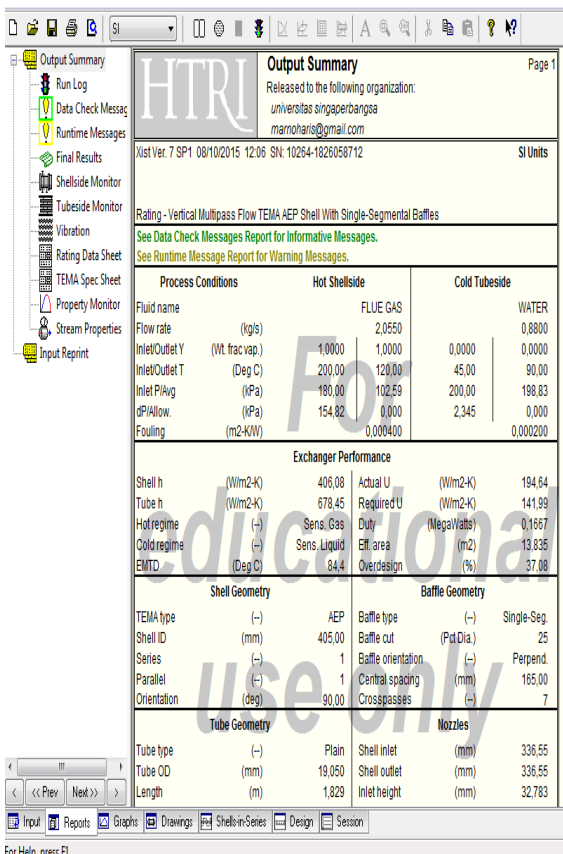 SI
Output Summary
Run Log
Data Check Messag
Runtime Messages
Final Results
Shellside Monitor
Tubeside Monitor
Vibration
Rating Data Sheet
TEMA Spec Sheet
Property Monitor
Stream Properties
Input Reprint
<< Prev Next >>
HTRI
Output Summary Page 1
Released to the following organization:
universitas singaperbangsa
marnoharis@gmail.com
Xist Ver. 7 SP1 08/10/2015 12:06 SN: 10264-1826058712 SI Units
Rating - Vertical Multipass Flow TEMA AEP Shell With Single-Segmental Baffles
See Data Check Messages Report for Informative Messages.
See Runtime Message Report for Warning Messages.
Process Conditions Hot Shellside Cold Tubeside
Fluid name FLUE GAS WATER
Flow rate (kg/s) 2,0550 0,8800
Inlet/Outlet Y (Wt. frac vap.) 1,0000 1,0000 0,0000 0,0000
Inlet/Outlet T (Deg C) 200,00 120,00 45,00 90,00
Inlet P/Avg (kPa) 180,00 102,59 200,00 198,83
dP/Allow. (kPa) 154,82 0,000 2,345 0,000
Fouling (m2-K/W) 0,000400 0,000200
Exchanger Performance
Shell h (W/m2-K) 406,08 Actual U (W/m2-K) 194,64
Tube h (W/m2-K) 678,45 Required U (W/m2-K) 141,99
Hot regime (--) Sens. Gas Duty (MegaWatts) 0,1667
Cold regime (--) Sens. Liquid Eff. area (m2) 13,835
EMTD (Deg C) 84,4 Overdesign (%) 37,08
Shell Geometry Baffle Geometry
TEMA type (--) AEP Baffle type (--) Single-Seg.
Shell ID (mm) 405,00 Baffle cut (Pct Dia.) 25
Series (--) 1 Baffle orientation (--) Perpend.
Parallel (--) 1 Central spacing (mm) 165,00
Orientation (deg) 90,00 Crosspasses (--) 7
Tube Geometry Nozzles
Tube type (--) Plain Shell inlet (mm) 336,55
Tube OD (mm) 19,050 Shell outlet (mm) 336,55
Length (m) 1,829 Inlet height (mm) 32,783
For
educational
use only
Input Reports Graphs Drawings Shells-in-Series Design Session
For Help, press F1